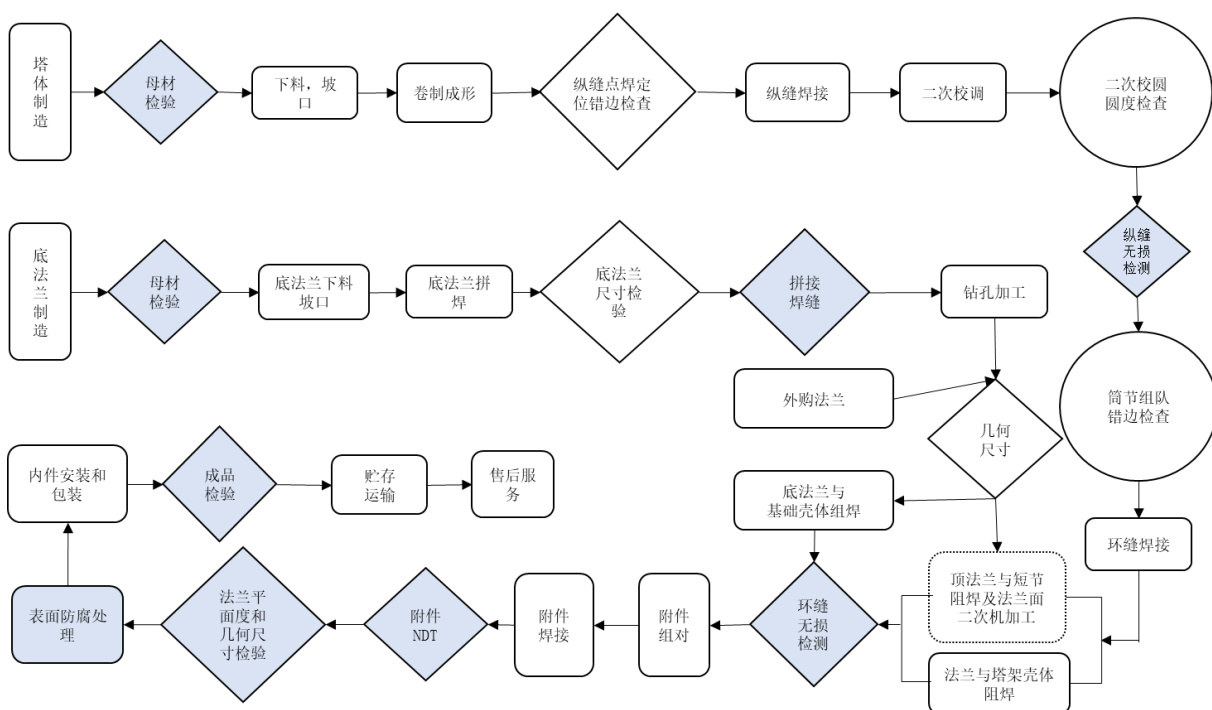 塔
体
制
造
母材
检验
下料，坡
口
卷制成形
纵缝点焊定
位错边检查
纵缝焊接
二次校调
二次校圆
圆度检查
底
法
兰
制
造
母材
检验
底法兰下料
坡口
底法兰拼
焊
底法兰
尺寸检
验
拼接
焊缝
钻孔加工
纵缝
无损
检测
外购法兰
几何
尺寸
筒节组队
错边检查
内件安装和
包装
成品
检验
贮存
运输
售后服
务
底法兰与
基础壳体组焊
环缝焊接
表面防腐处
理
法兰平
面度和
几何尺
寸检验
附件
NDT
附件
焊接
附件
组对
环缝
无损
检测
顶法兰与短节
阻焊及法兰面
二次机加工
法兰与塔架壳体
阻焊